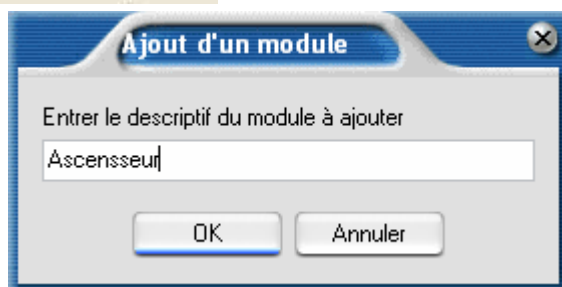 Ajout d'un module
Entrer le descriptif du module à ajouter
Ascensseur
OK
Annuler